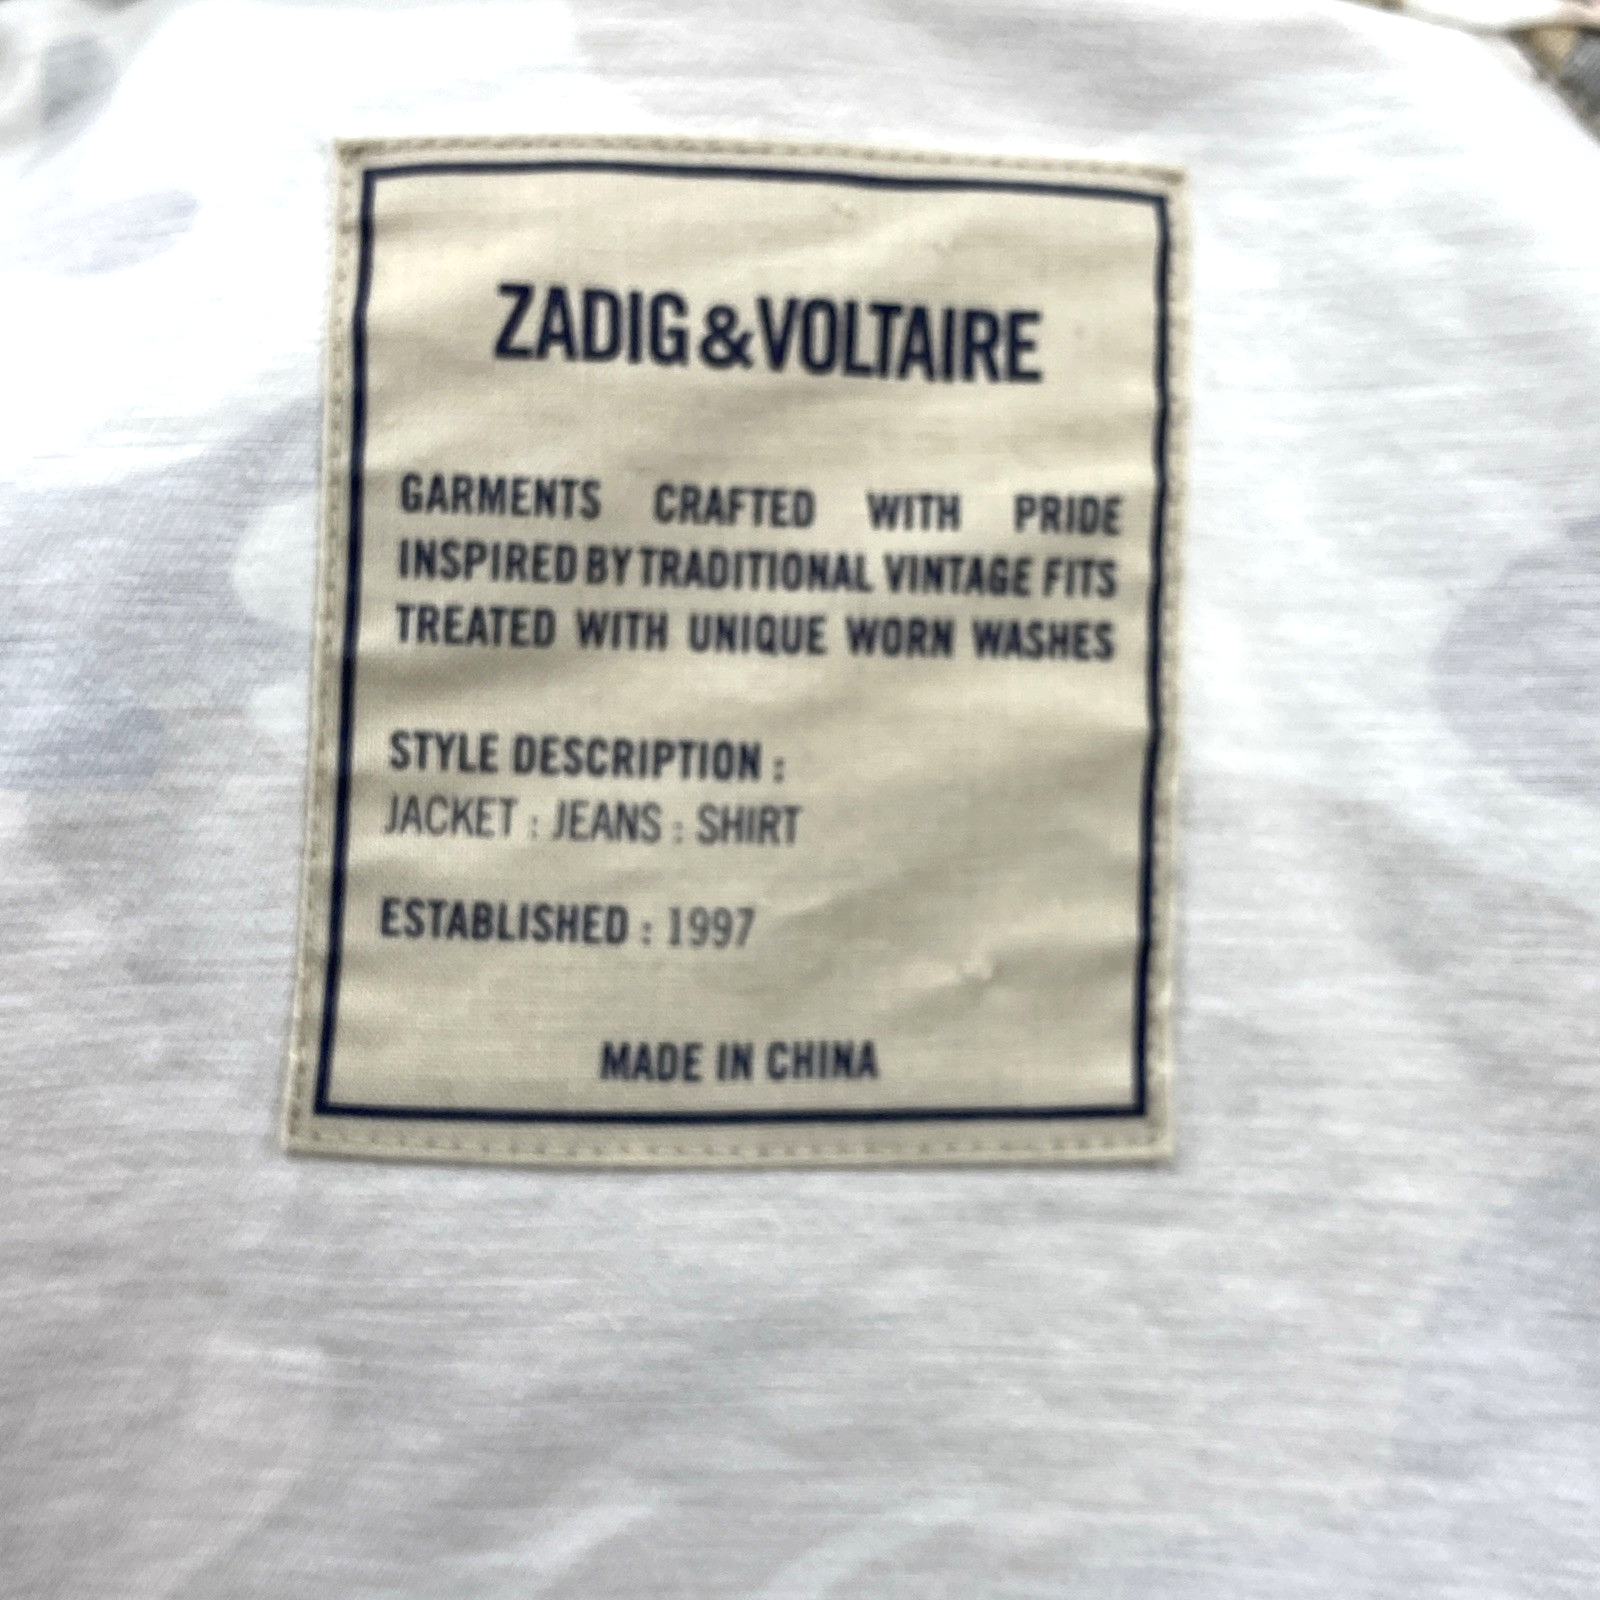 ZADIG&VOLTAIRE
GARMENTS CRAFTED WITH PRIDE
INSPIRED BY TRADITIONAL VINTAGE FITS
TREATED WITH UNIQUE WORN WASHES
STYLE DESCRIPTION :
JACKET : JEANS : SHIRT
ESTABLISHED : 1997
MADE IN CHINA